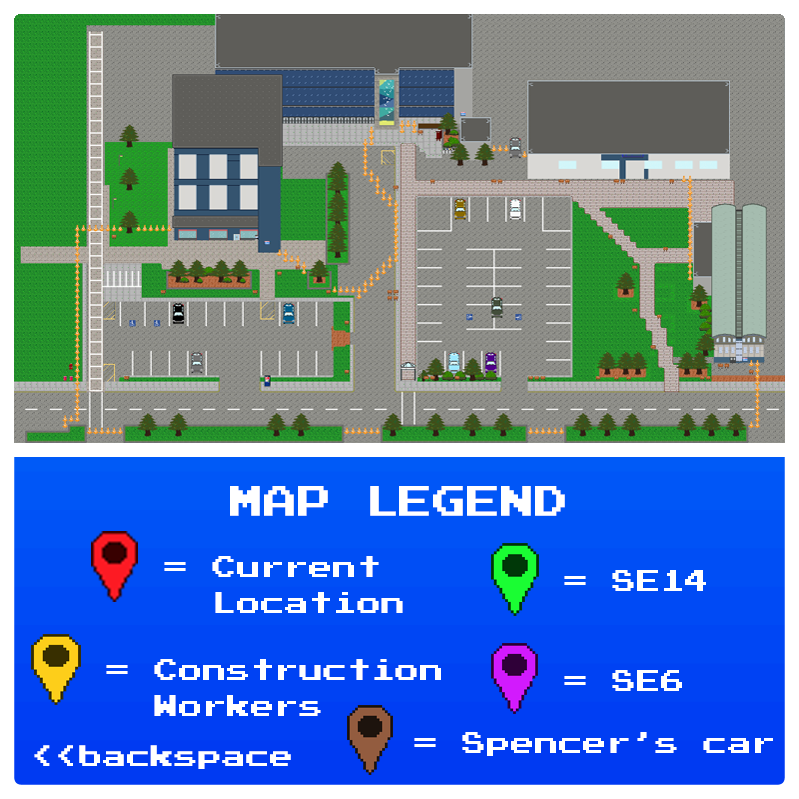 MAP LEGEND
= Current
Location
= SE14
= Construction
Workers
= SE6
= Spencer's car
<<backspace